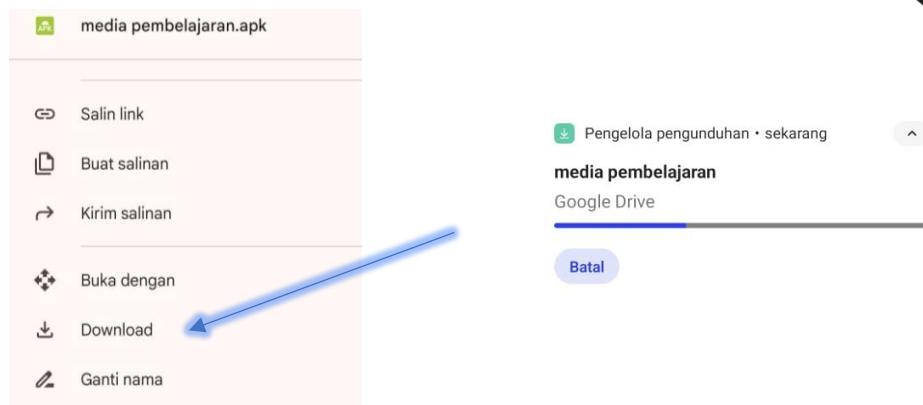 media pembelajaran.apk
Salin link
Buat salinan
Kirim salinan
Buka dengan
Download
Ganti nama
Pengelola pengunduhan • sekarang
media pembelajaran
Google Drive
Batal